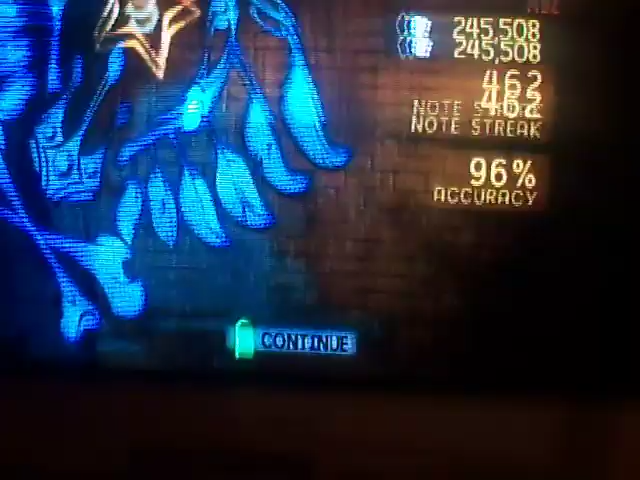 245,508
245,508
462
462
NOTE STREAK
NOTE STREAK
96%
ACCURACY
CONTINUE